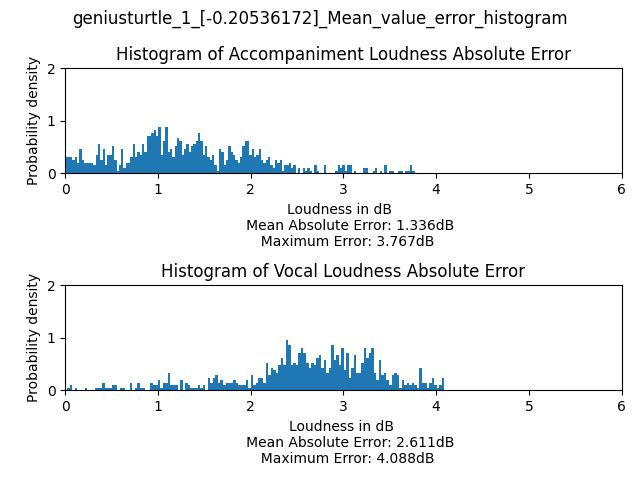 geniusturtle_1_[-0.20536172]_Mean_value_error_histogram
Histogram of Accompaniment Loudness Absolute Error
Probability density
2
1
0
0 1 2 3 4 5 6
Loudness in dB
Mean Absolute Error: 1.336dB
Maximum Error: 3.767dB
Histogram of Vocal Loudness Absolute Error
Probability density
2
1
0
0 1 2 3 4 5 6
Loudness in dB
Mean Absolute Error: 2.611dB
Maximum Error: 4.088dB